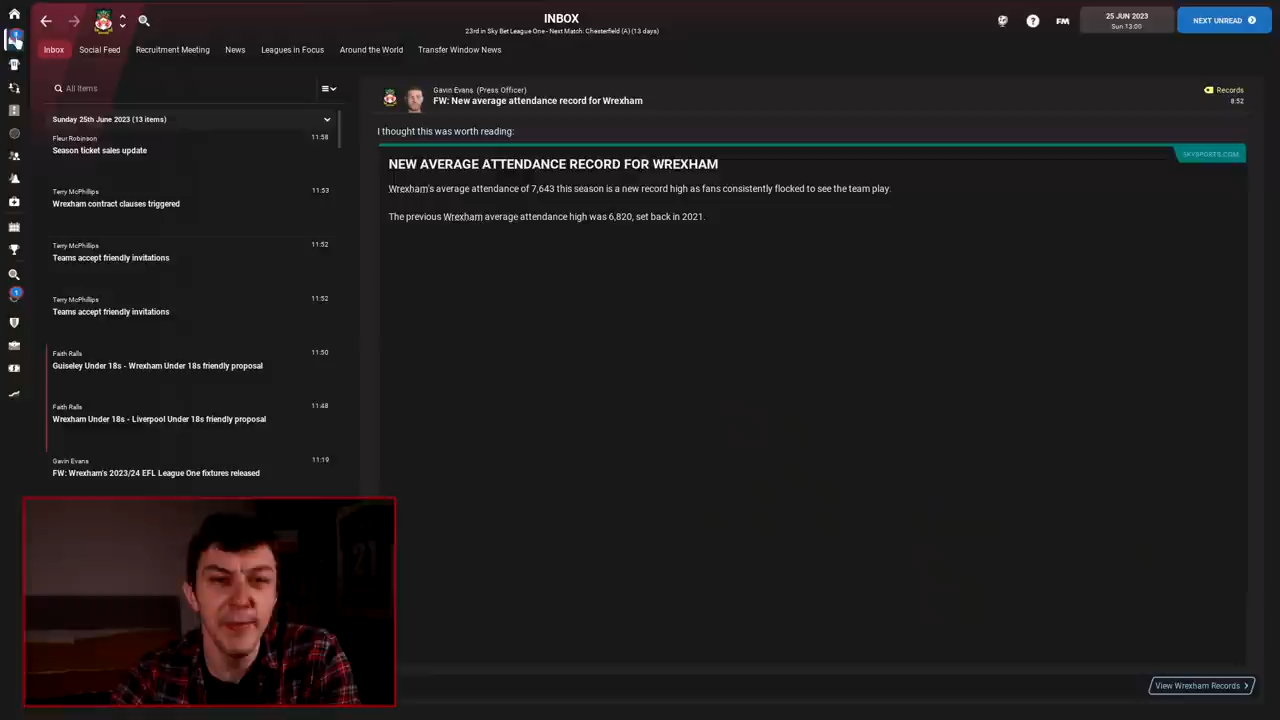 INBOX
23rd in Sky Bet League One - Next Match: Chesterfield (A) (13 days)
FM
25 JUN 2023
Sun 13:00
NEXT UNREAD
Inbox
Social Feed
Recruitment Meeting
News
Leagues in Focus
Around the World
Transfer Window News
All Items
Sunday 25th June 2023 (13 items)
Fleur Robinson
11:58
Season ticket sales update
Terry McPhillips
11:53
Wrexham contract clauses triggered
Terry McPhillips
11:52
Teams accept friendly invitations
Terry McPhillips
11:52
Teams accept friendly invitations
Faith Ralls
11:50
Guiseley Under 18s - Wrexham Under 18s friendly proposal
Faith Ralls
11:48
Wrexham Under 18s - Liverpool Under 18s friendly proposal
Gavin Evans
11:19
FW: Wrexham's 2023/24 EFL League One fixtures released
Gavin Evans (Press Officer)
FW: New average attendance record for Wrexham
Records
8:52
I thought this was worth reading:
SKYSPORTS.COM
NEW AVERAGE ATTENDANCE RECORD FOR WREXHAM
Wrexham's average attendance of 7,643 this season is a new record high as fans consistently flocked to see the team play.
The previous Wrexham average attendance high was 6,820, set back in 2021.
View Wrexham Records